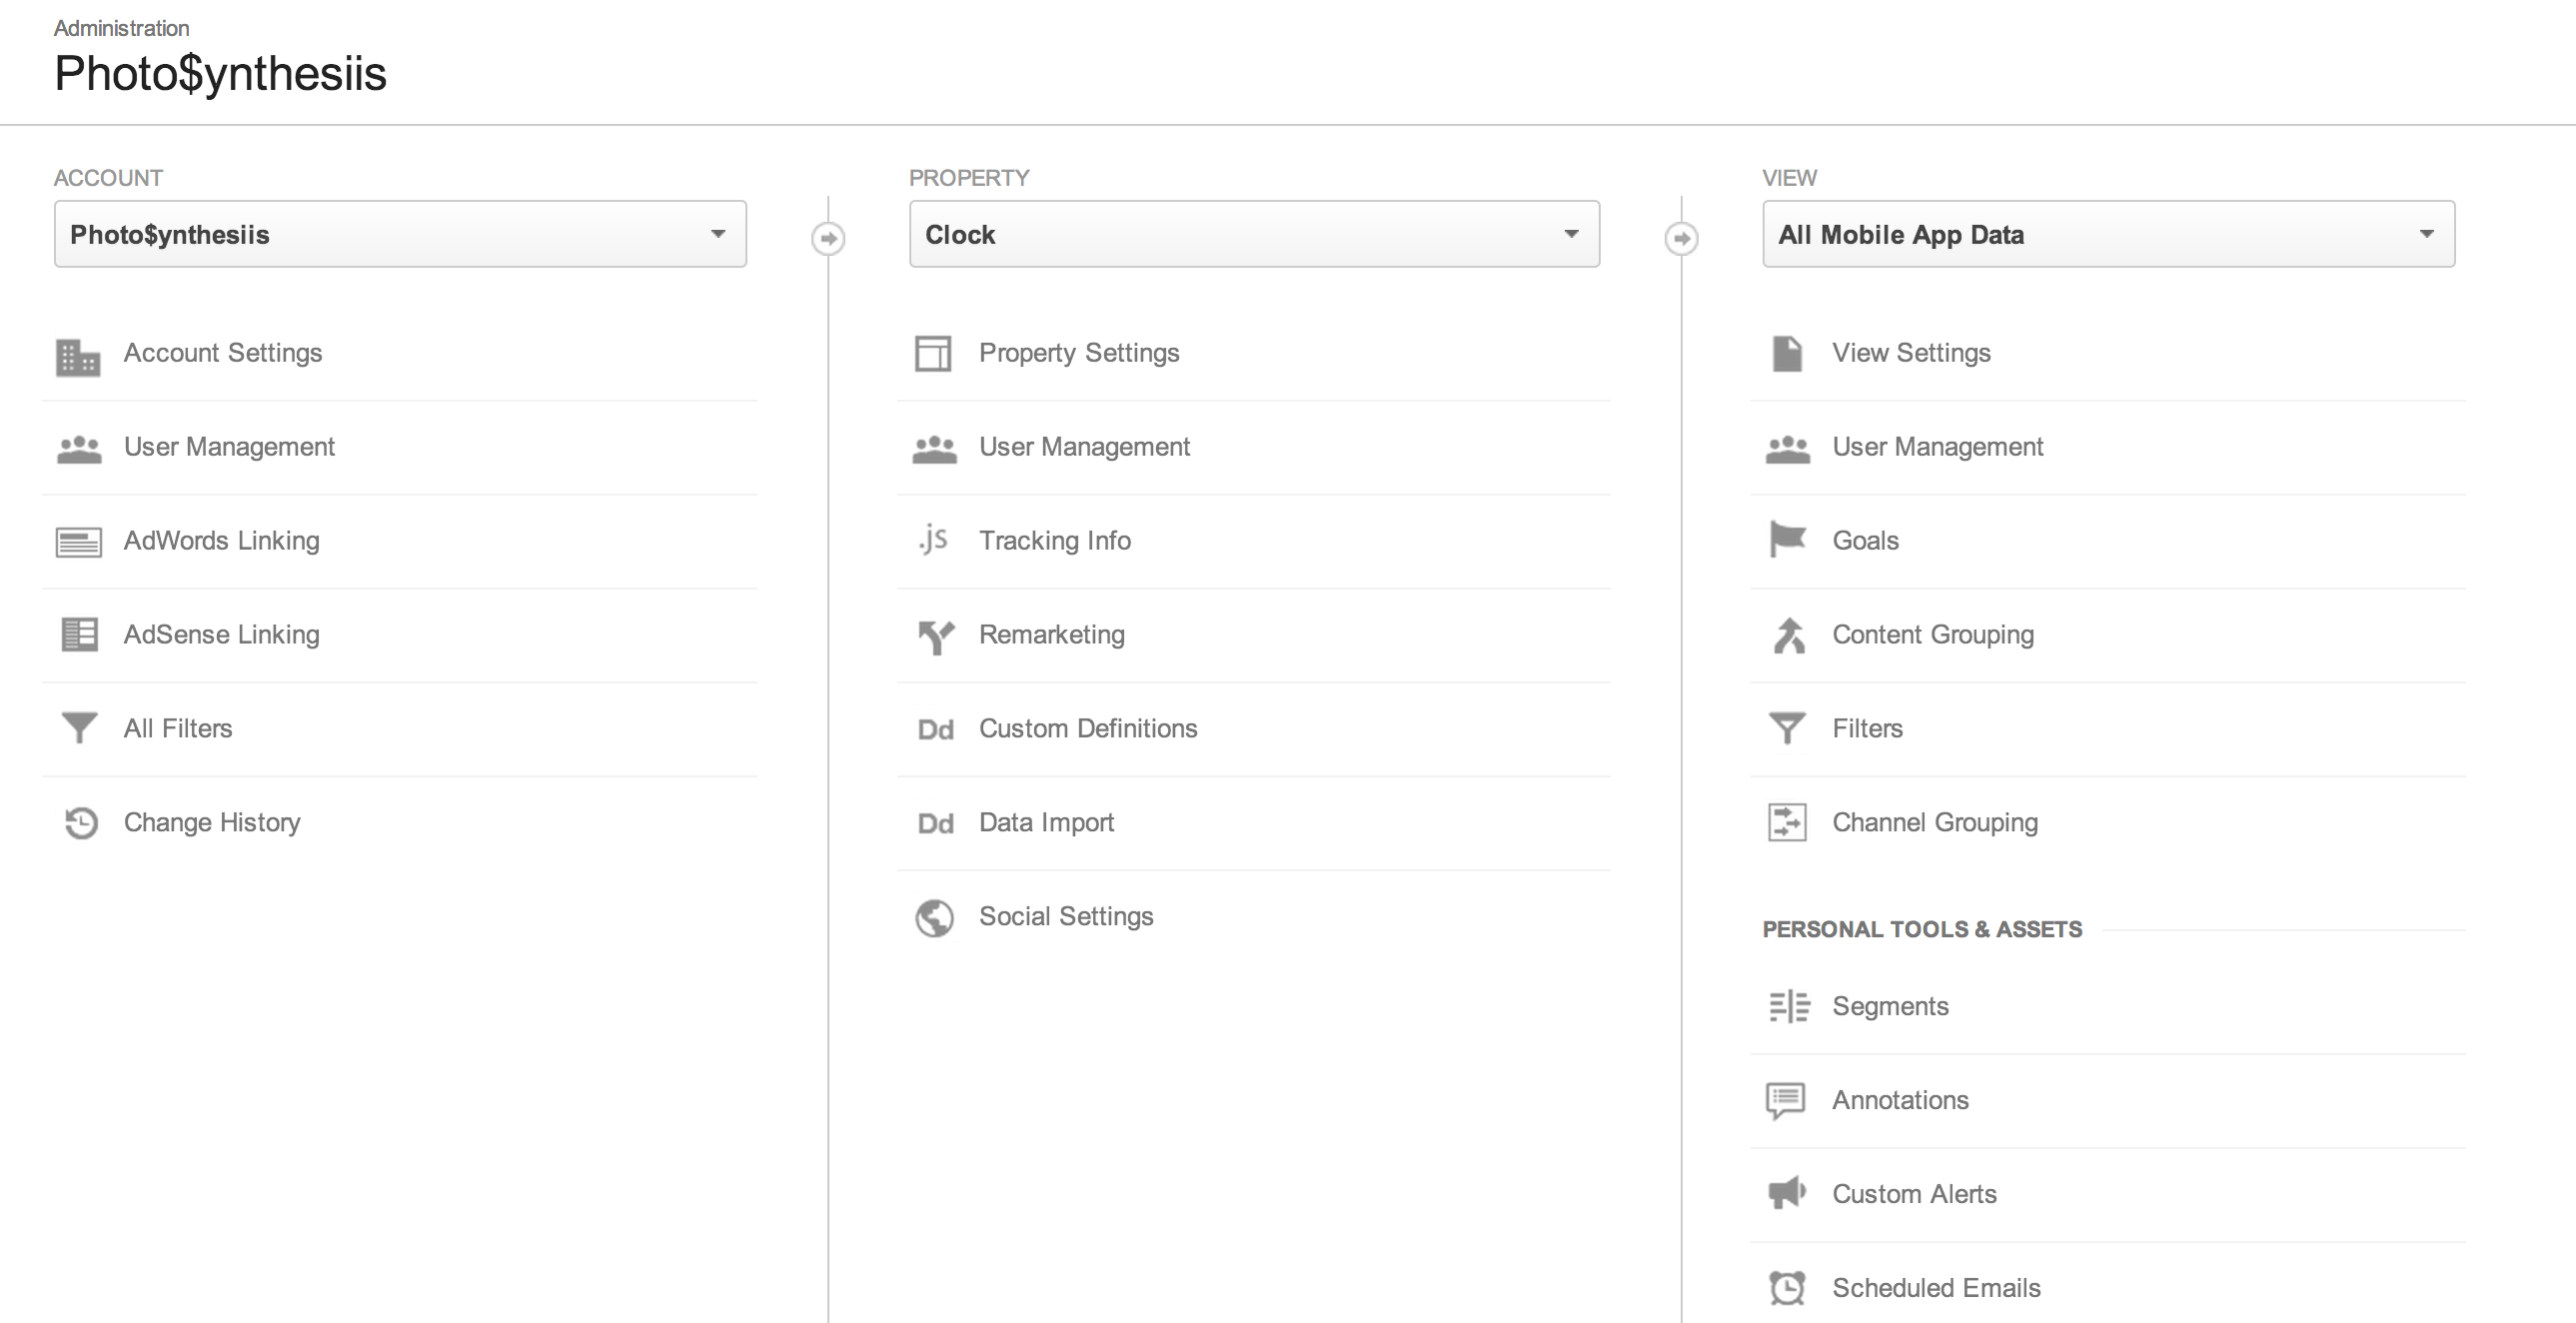 Administration
Photo$ynthesiis
ACCOUNT
Photo$ynthesiis
Account Settings
User Management
AdWords Linking
AdSense Linking
All Filters
Change History
PROPERTY
Clock
Property Settings
User Management
.js Tracking Info
Remarketing
Dd Custom Definitions
Dd Data Import
Social Settings
VIEW
All Mobile App Data
View Settings
User Management
Goals
Content Grouping
Filters
Channel Grouping
PERSONAL TOOLS & ASSETS
Segments
Annotations
Custom Alerts
Scheduled Emails